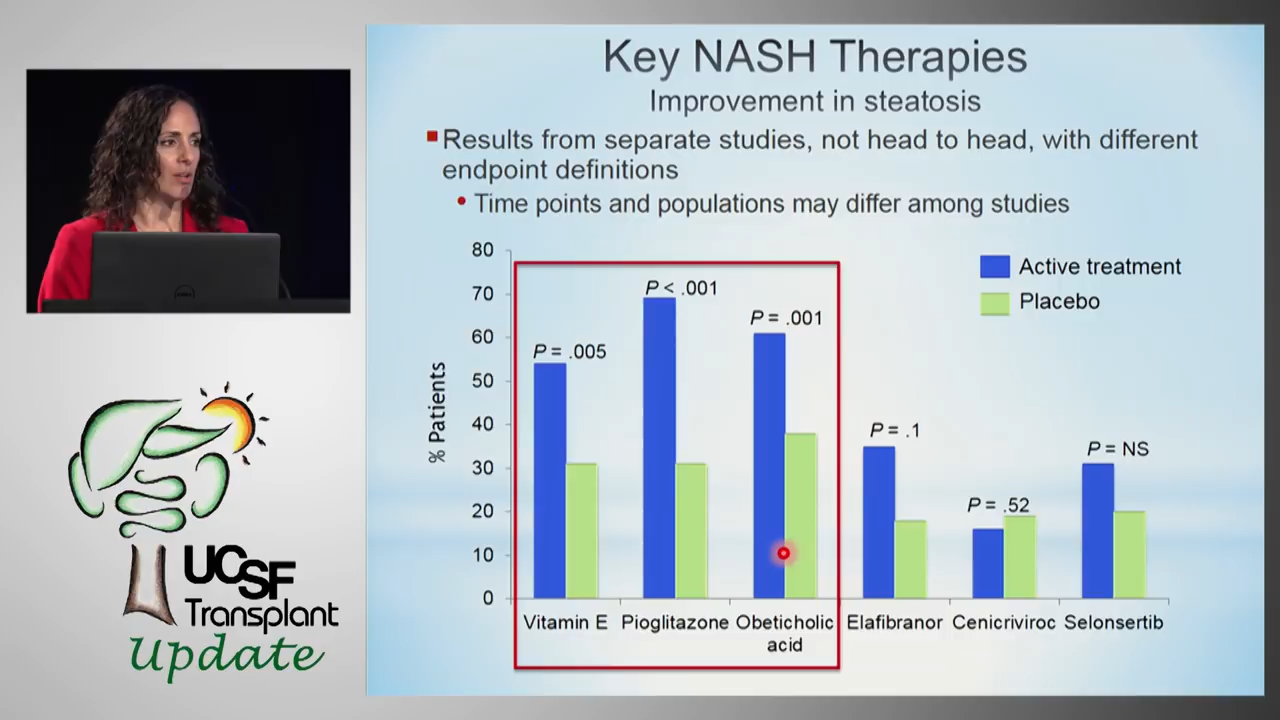 Key NASH Therapies
Improvement in steatosis
Results from separate studies, not head to head, with different
endpoint definitions
Time points and populations may differ among studies
80
70
60
50
40
30
20
10
0
% Patients
P = .005
P < .001
P = .001
P = .1
P = .52
P = NS
Active treatment
Placebo
Vitamin E
Pioglitazone
Obeticholic
acid
Elafibranor
Cenicriviroc
Selonsertib
UCSF
Transplant
Update
DELL